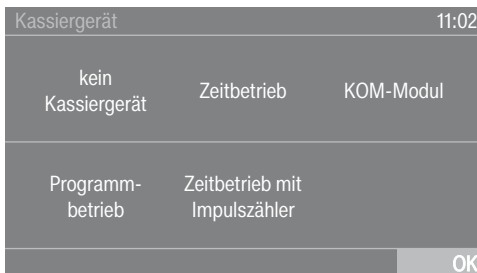 Kassiergerät 11:02
kein
Kassiergerät
Zeitbetrieb
KOM-Modul
Programm-
betrieb
Zeitbetrieb mit
Impulszähler
OK